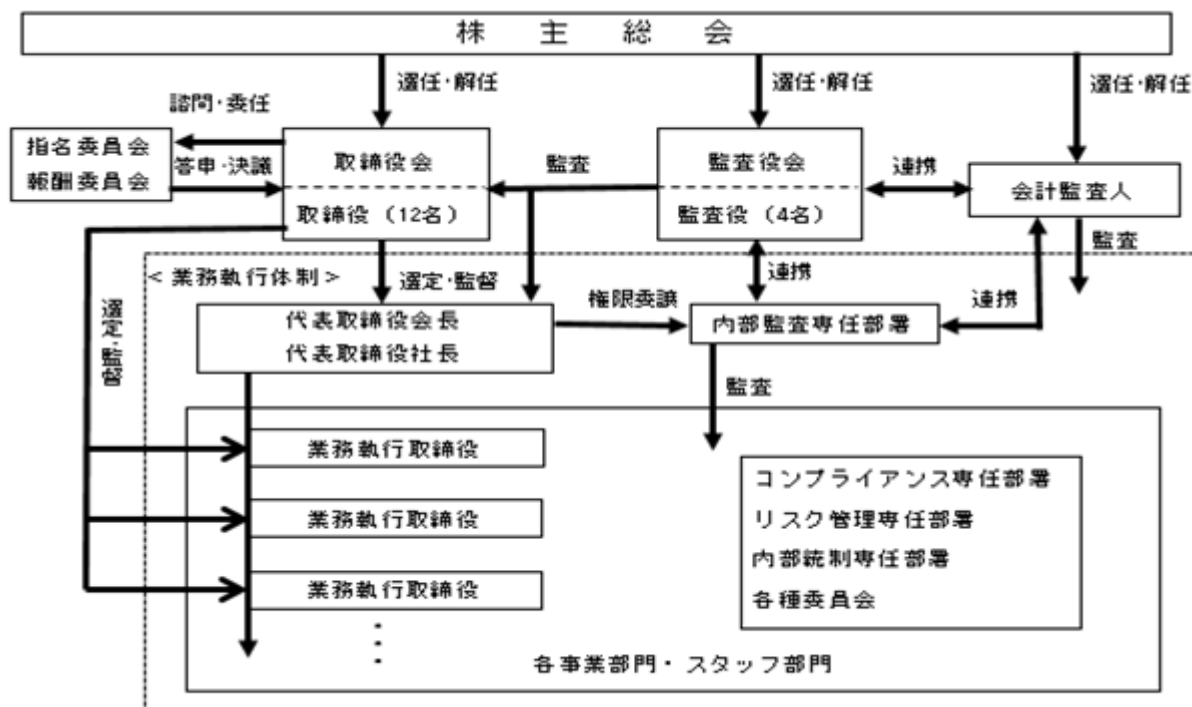 株主総会
選任・解任
選任・解任
選任・解任
諮問・委任
指名委員会
報酬委員会
答申・決議
取締役会
取締役（12名）
監査
監査役会
監査役（4名）
連携
会計監査人
監査
＜業務執行体制＞
選定・監督
選定・監督
連携
連携
代表取締役会長
代表取締役社長
権限委譲
内部監査専任部署
監査
業務執行取締役
業務執行取締役
業務執行取締役
コンプライアンス専任部署
リスク管理専任部署
内部統制専任部署
各種委員会
各事業部門・スタッフ部門